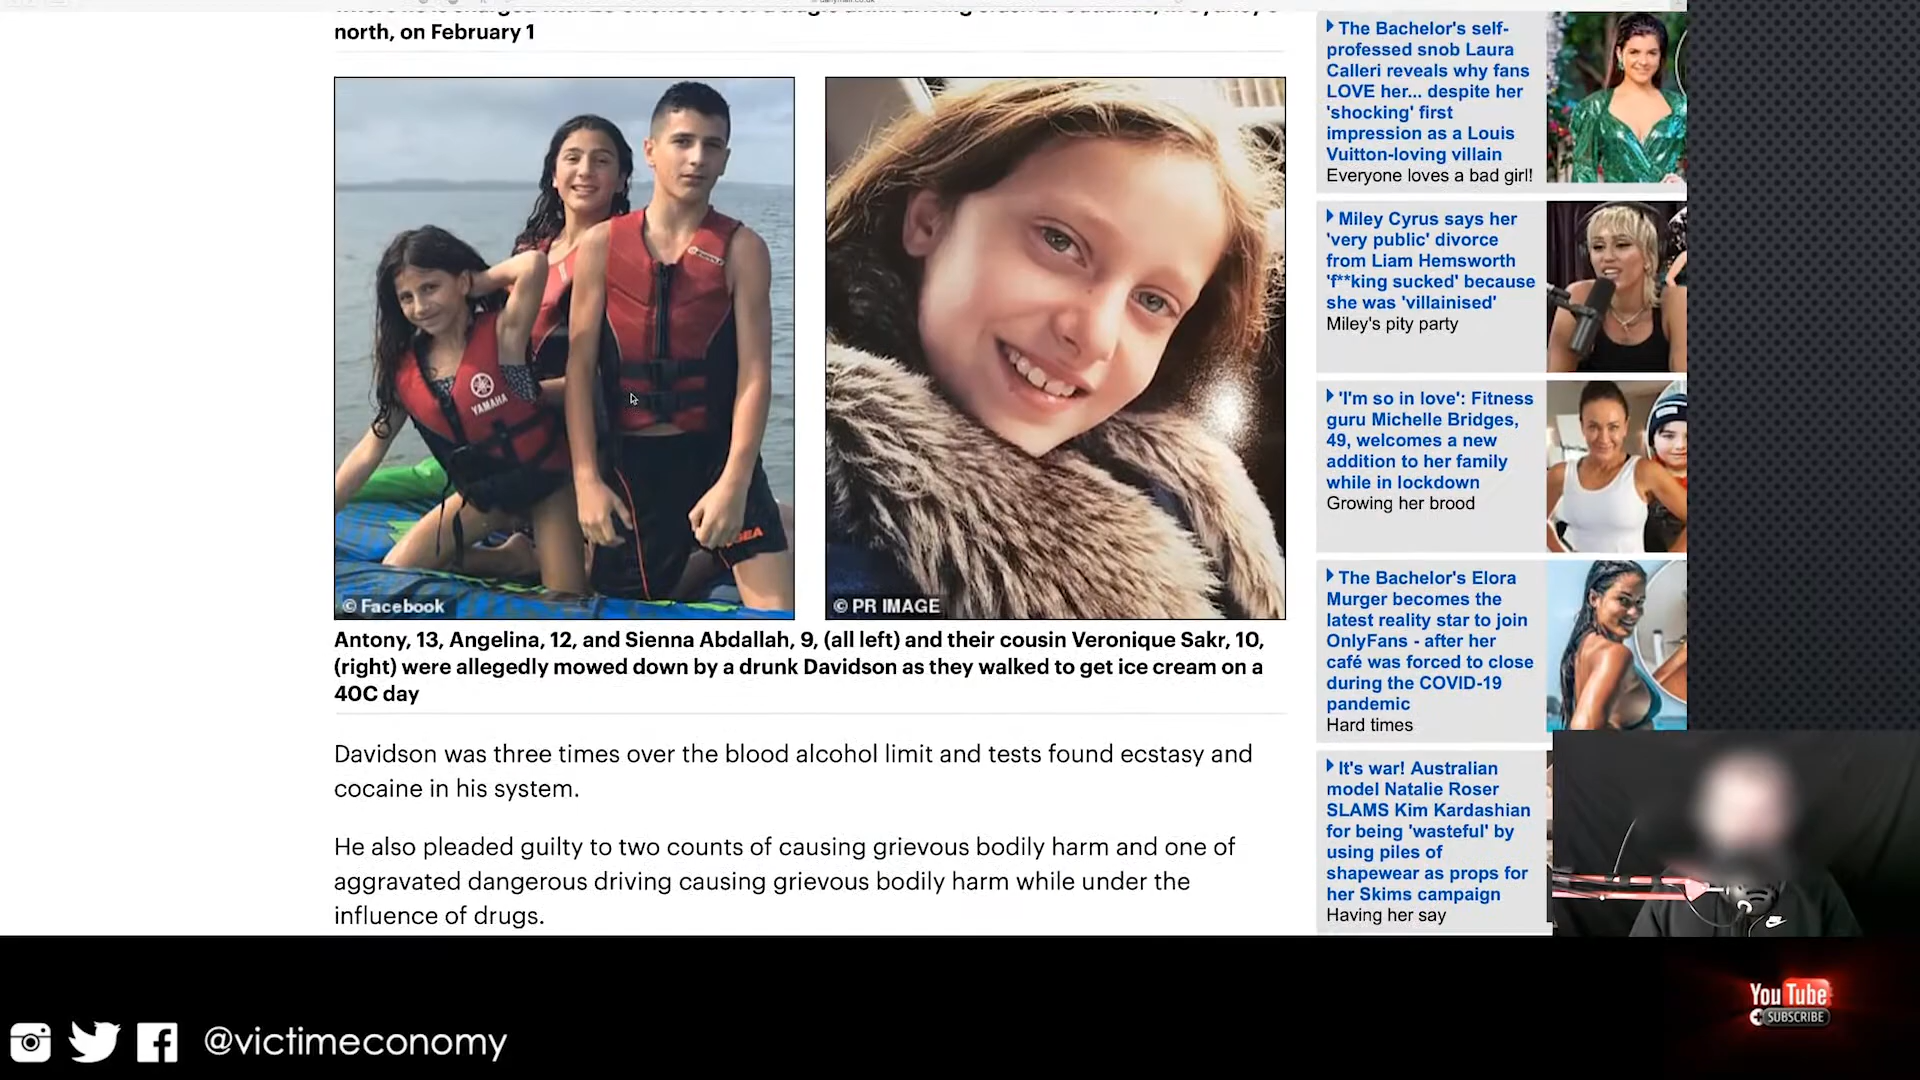 north, on February 1
© Facebook
© PR IMAGE
YAMAHA
Antony, 13, Angelina, 12, and Sienna Abdallah, 9, (all left) and their cousin Veronique Sakr, 10,
(right) were allegedly mowed down by a drunk Davidson as they walked to get ice cream on a
40C day
Davidson was three times over the blood alcohol limit and tests found ecstasy and
cocaine in his system.
He also pleaded guilty to two counts of causing grievous bodily harm and one of
aggravated dangerous driving causing grievous bodily harm while under the
influence of drugs.
The Bachelor's self-
professed snob Laura
Calleri reveals why fans
LOVE her... despite her
'shocking' first
impression as a Louis
Vuitton-loving villain
Everyone loves a bad girl!
Miley Cyrus says her
'very public' divorce
from Liam Hemsworth
'f**king sucked' because
she was 'villainised'
Miley's pity party
'I'm so in love': Fitness
guru Michelle Bridges,
49, welcomes a new
addition to her family
while in lockdown
Growing her brood
The Bachelor's Elora
Murger becomes the
latest reality star to join
OnlyFans - after her
café was forced to close
during the COVID-19
pandemic
Hard times
It's war! Australian
model Natalie Roser
SLAMS Kim Kardashian
for being 'wasteful' by
using piles of
shapewear as props for
her Skims campaign
Having her say
@victimeconomy
You Tube
SUBSCRIBE